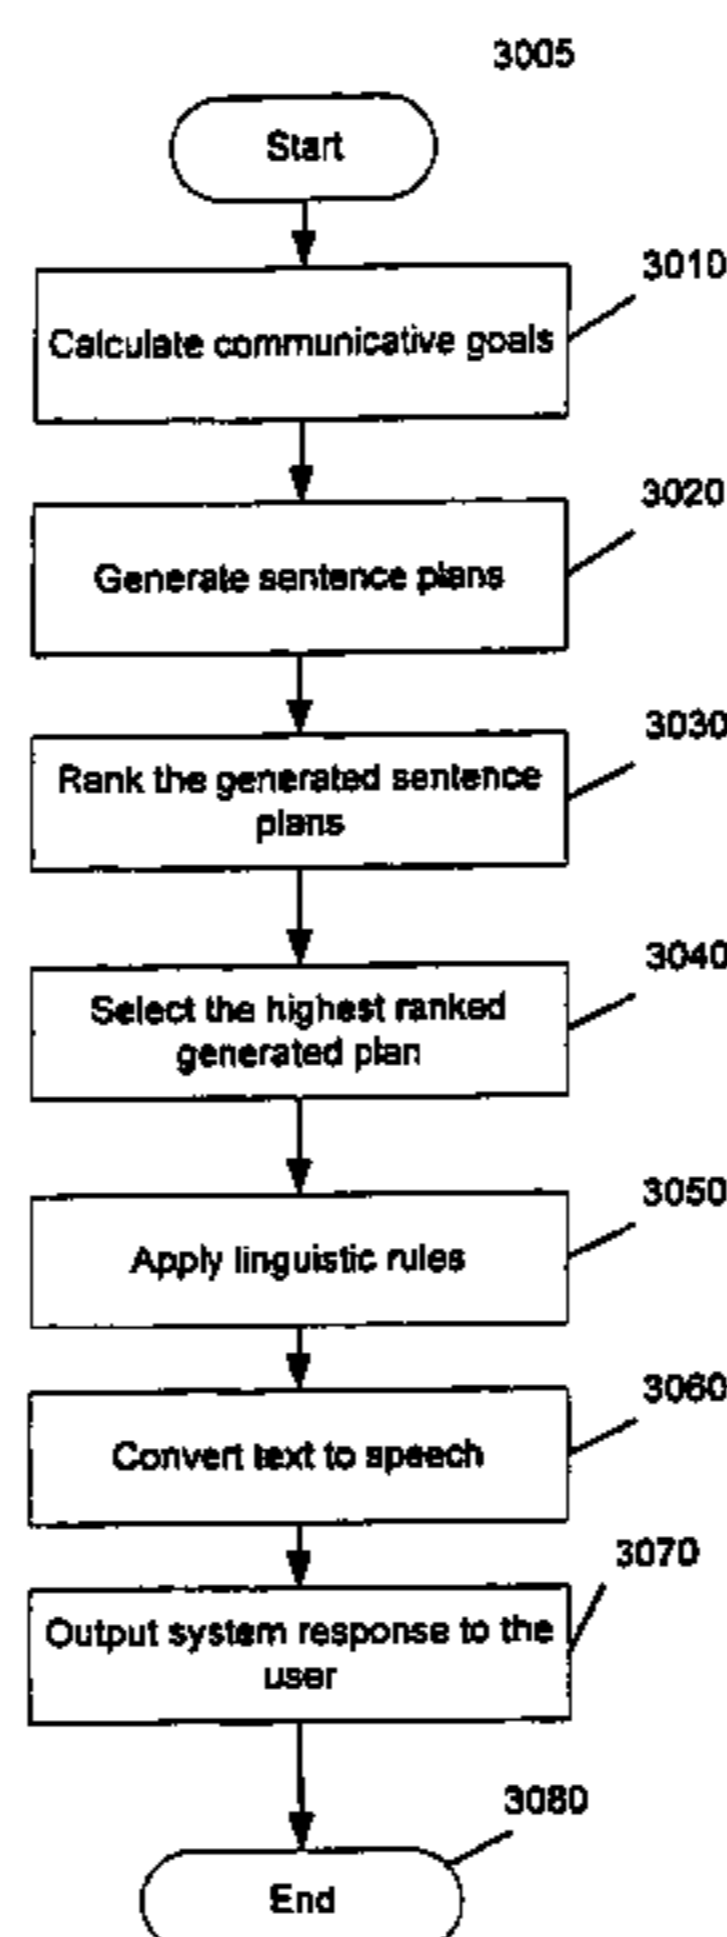 3005
Start
3010
Calculate communicative goals
3020
Generate sentence plans
3030
Rank the generated sentence
plans
3040
Select the highest ranked
generated plan
3050
Apply linguistic rules
3060
Convert text to speech
3070
Output system response to the
user
3080
End